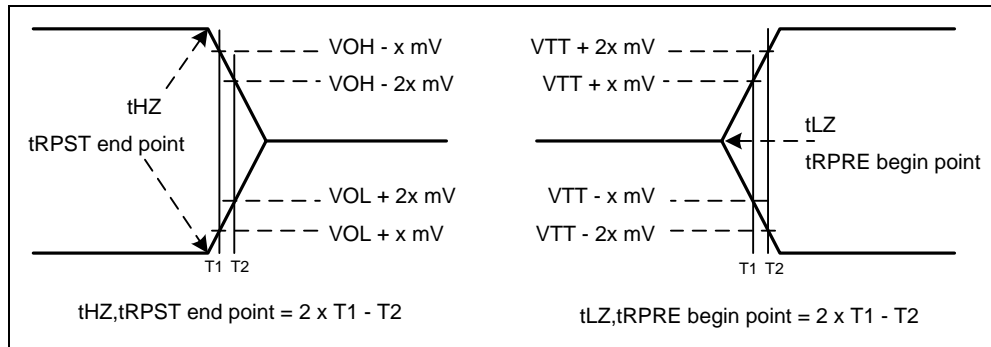 VOH - x mV
VOH - 2x mV
tHZ
tRPST end point
VOL + 2x mV
VOL + x mV
T1 T2
tHZ,tRPST end point = 2 x T1 - T2
VTT + 2x mV
VTT + x mV
tLZ
tRPRE begin point
VTT - x mV
VTT - 2x mV
T1 T2
tLZ,tRPRE begin point = 2 x T1 - T2